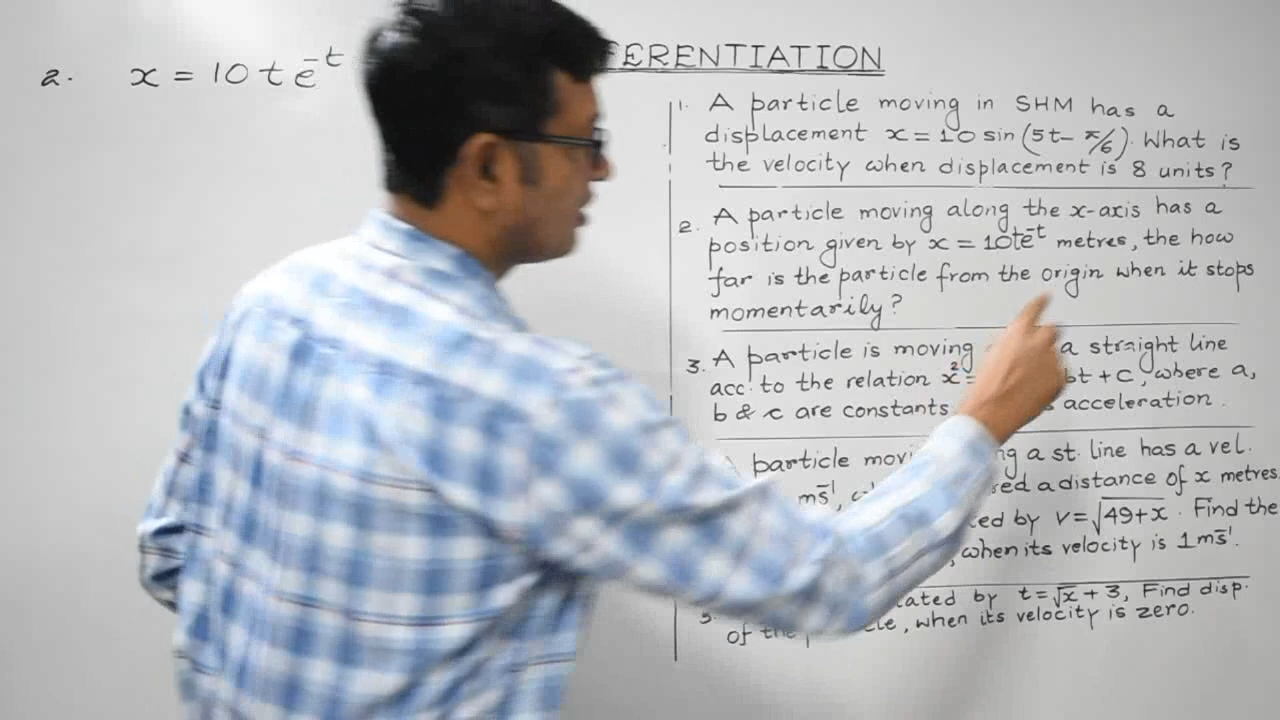 2. x = 10 t e⁻ᵗ
FERENTIATION
1. A particle moving in SHM has a
displacement x = 10 sin (5t - π/6). What is
the velocity when displacement is 8 units?
2. A particle moving along the x-axis has a
position given by x = 10te⁻ᵗ metres, the how
far is the particle from the origin when it stops
momentarily?
3. A particle is moving a straight line
acc. to the relation x² = bt + c, where a,
b & c are constants acceleration.
A particle movi ng a st. line has a vel.
ms⁻¹, ed a distance of x metres
ted by v = √49+x. Find the
, when its velocity is 1 ms⁻¹.
5. lated by t = √x + 3, Find disp.
of the p cle, when its velocity is zero.